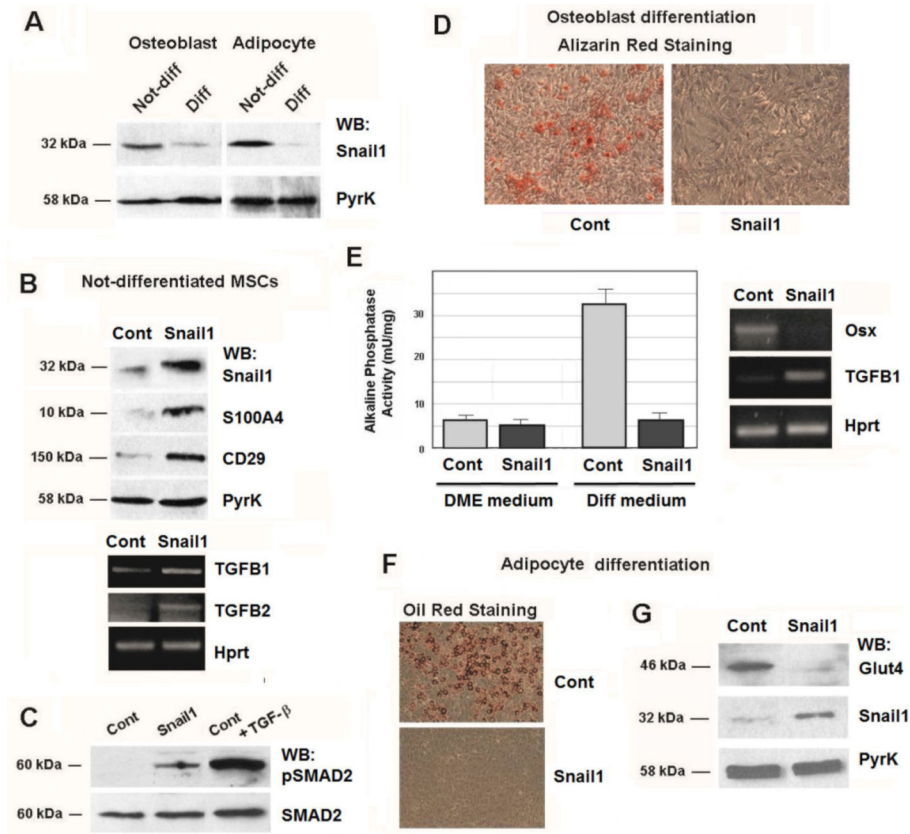 A
Osteoblast Adipocyte
Not-diff Diff Not-diff Diff
WB:
32 kDa Snail1
58 kDa PyrK
B
Not-differentiated MSCs
Cont Snail1
WB:
32 kDa Snail1
10 kDa S100A4
150 kDa CD29
58 kDa PyrK
Cont Snail1
TGFB1
TGFB2
Hprt
C
Cont Snail1 Cont +TGF-β
WB:
60 kDa pSMAD2
60 kDa SMAD2
D
Osteoblast differentiation
Alizarin Red Staining
Cont Snail1
E
Alkaline Phosphatase
Activity (mU/mg)
30
20
10
0
Cont Snail1 Cont Snail1
DME medium Diff medium
Cont Snail1
Osx
TGFB1
Hprt
F
Adipocyte differentiation
Oil Red Staining
Cont
Snail1
G
Cont Snail1
WB:
46 kDa Glut4
32 kDa Snail1
58 kDa PyrK